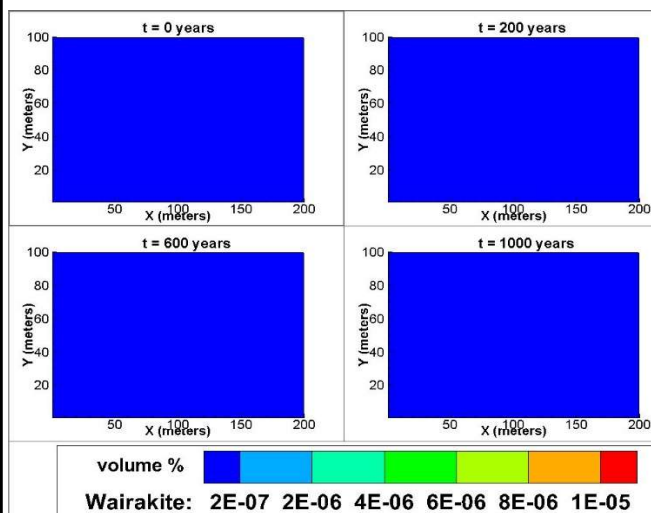 t = 0 years
100
80
60
40
20
Y (meters)
50
100
150
200
X (meters)
t = 200 years
100
80
60
40
20
Y (meters)
50
100
150
200
X (meters)
t = 600 years
100
80
60
40
20
Y (meters)
50
100
150
200
X (meters)
t = 1000 years
100
80
60
40
20
Y (meters)
50
100
150
200
X (meters)
volume %
Wairakite: 2E-07 2E-06 4E-06 6E-06 8E-06 1E-05